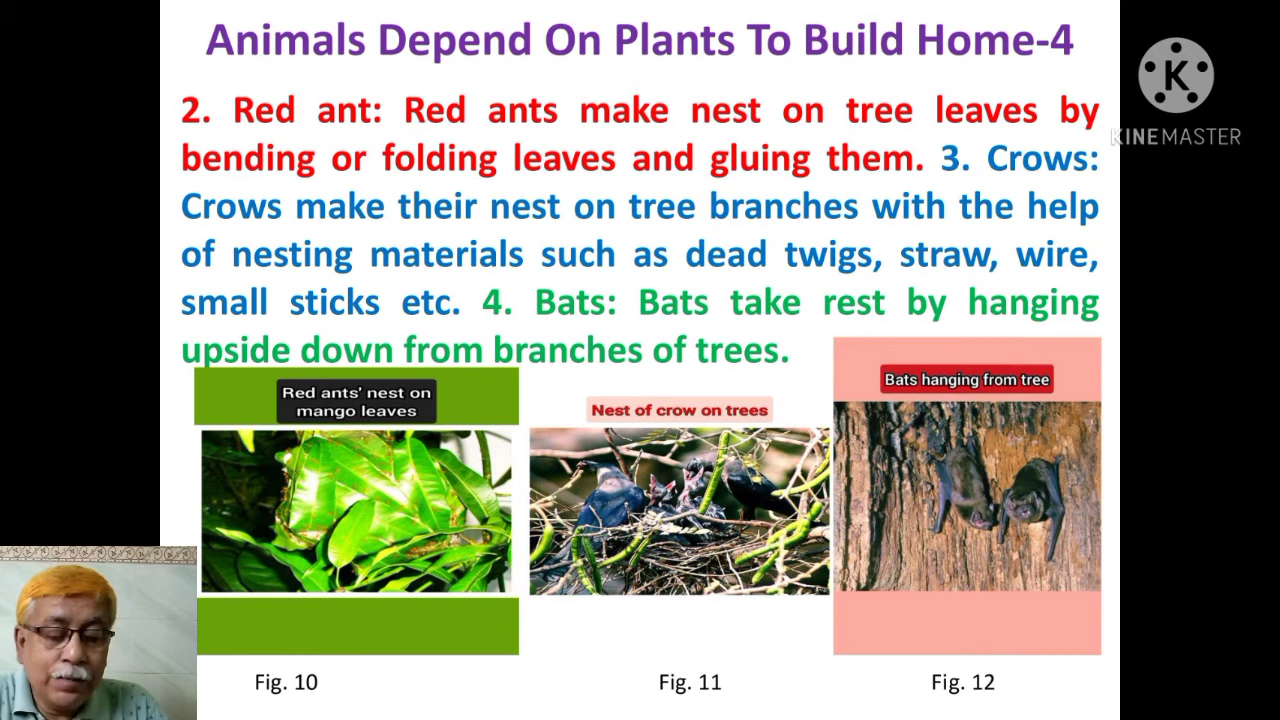 Animals Depend On Plants To Build Home-4
2. Red ant: Red ants make nest on tree leaves by
bending or folding leaves and gluing them. 3. Crows:
Crows make their nest on tree branches with the help
of nesting materials such as dead twigs, straw, wire,
small sticks etc. 4. Bats: Bats take rest by hanging
upside down from branches of trees.
K
KINEMASTER
Red ants' nest on
mango leaves
Nest of crow on trees
Bats hanging from tree
Fig. 10
Fig. 11
Fig. 12